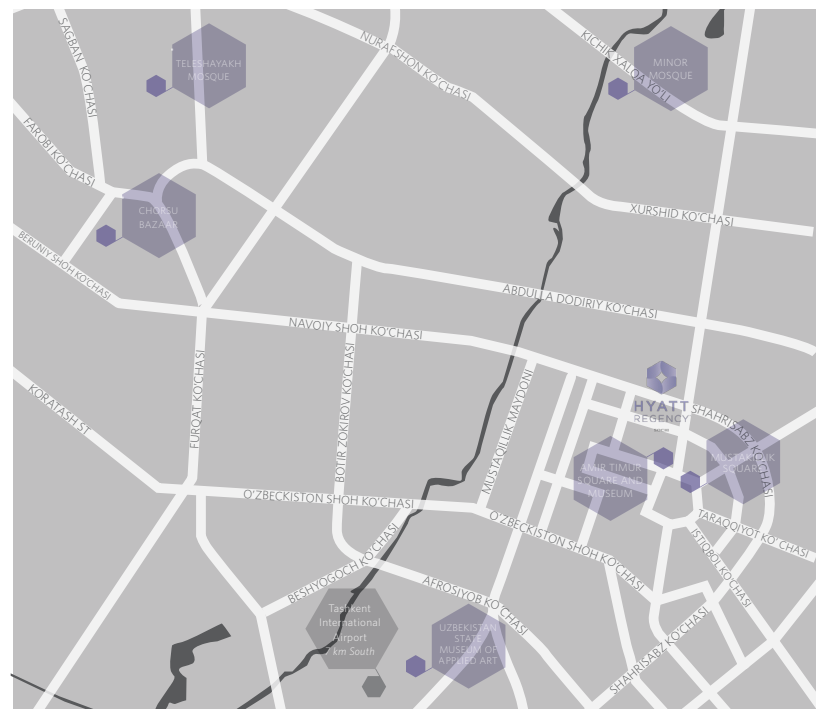 SAGBAN KO'CHASI
TELESHAYAKH
MOSQUE
NURAFSHON KO'CHASI
KICHIK XALQA YO'LI
MINOR
MOSQUE
FAROBI KO'CHASI
CHORSU
BAZAAR
XURSHID KO'CHASI
BERUNIY SHOH KO'CHASI
ABDULLA DODIRIY KO'CHASI
NAVOIY SHOH KO'CHASI
FURQAT KO'CHASI
BOTIR ZOKIROV KO'CHASI
MUSTAQILLIK MAYDONI
HYATT
REGENCY
SHAHRISABZ KO'CHASI
KORATASH ST
AMIR TIMUR
SQUARE AND
MUSEUM
MUSTAKILLIK
SQUARE
O'ZBECKISTON SHOH KO'CHASI
O'ZBECKISTON SHOH KO'CHASI
TARAQQIYOT KO'CHASI
ISTIQBOL KO'CHASI
BESHYOGOCH KO'CHASI
AFROSIYOB KO'CHASI
Tashkent
International
Airport
7 km South
UZBEKISTAN
STATE
MUSEUM OF
APPLIED ART
SHAHRISABZ KO'CHASI